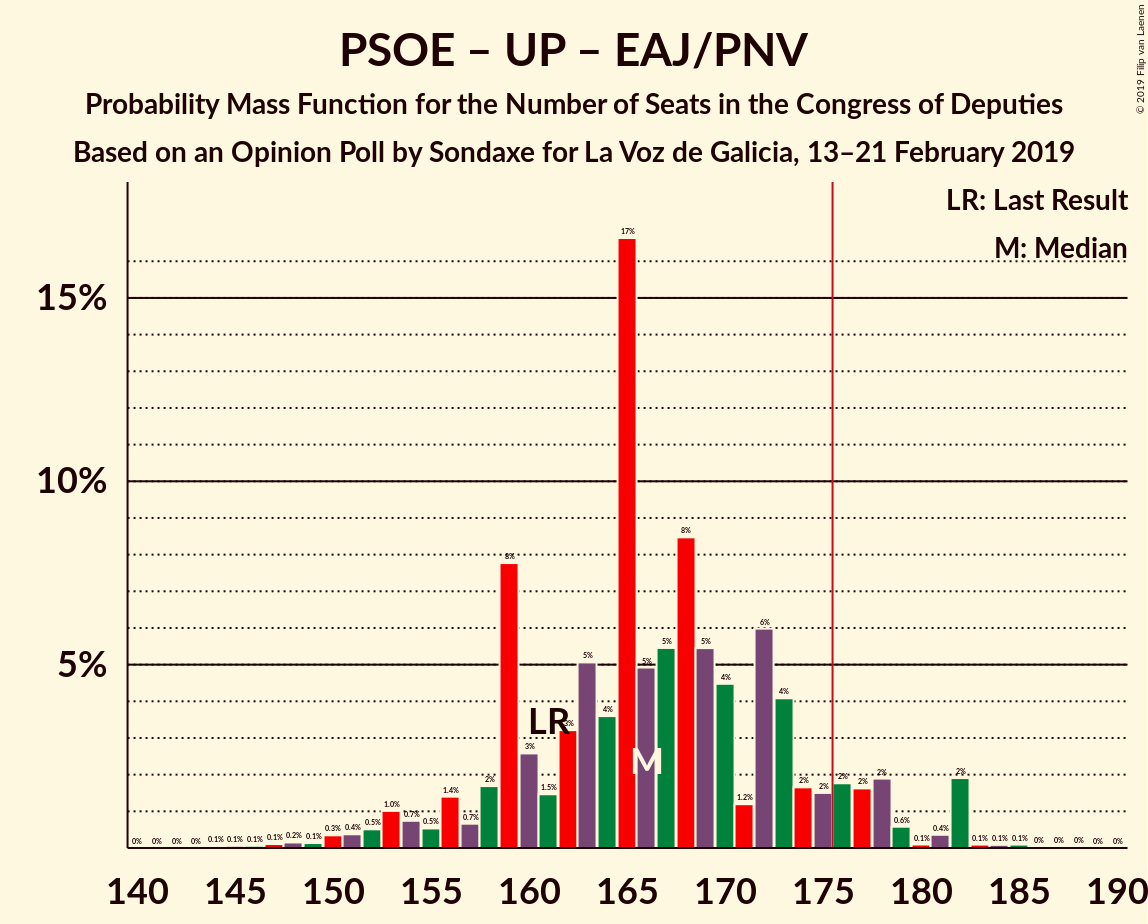 PSOE – UP – EAJ/PNV
Probability Mass Function for the Number of Seats in the Congress of Deputies
Based on an Opinion Poll by Sondaxe for La Voz de Galicia, 13–21 February 2019
© 2019 Filip van Laenen
LR: Last Result
M: Median
15%
10%
5%
0% 0% 0% 0% 0.1% 0.1% 0.1% 0.1% 0.2% 0.1% 0.3% 0.4% 0.5% 1.0% 0.7% 0.5% 1.4% 0.7% 2% 8% 3% 1.5% 3% 5% 4% 17% 5% 5% 8% 5% 4% 1.2% 6% 4% 2% 2% 2% 2% 2% 0.6% 0.1% 0.4% 2% 0.1% 0.1% 0.1% 0% 0% 0% 0% 0%
LR
M
140 145 150 155 160 165 170 175 180 185 190